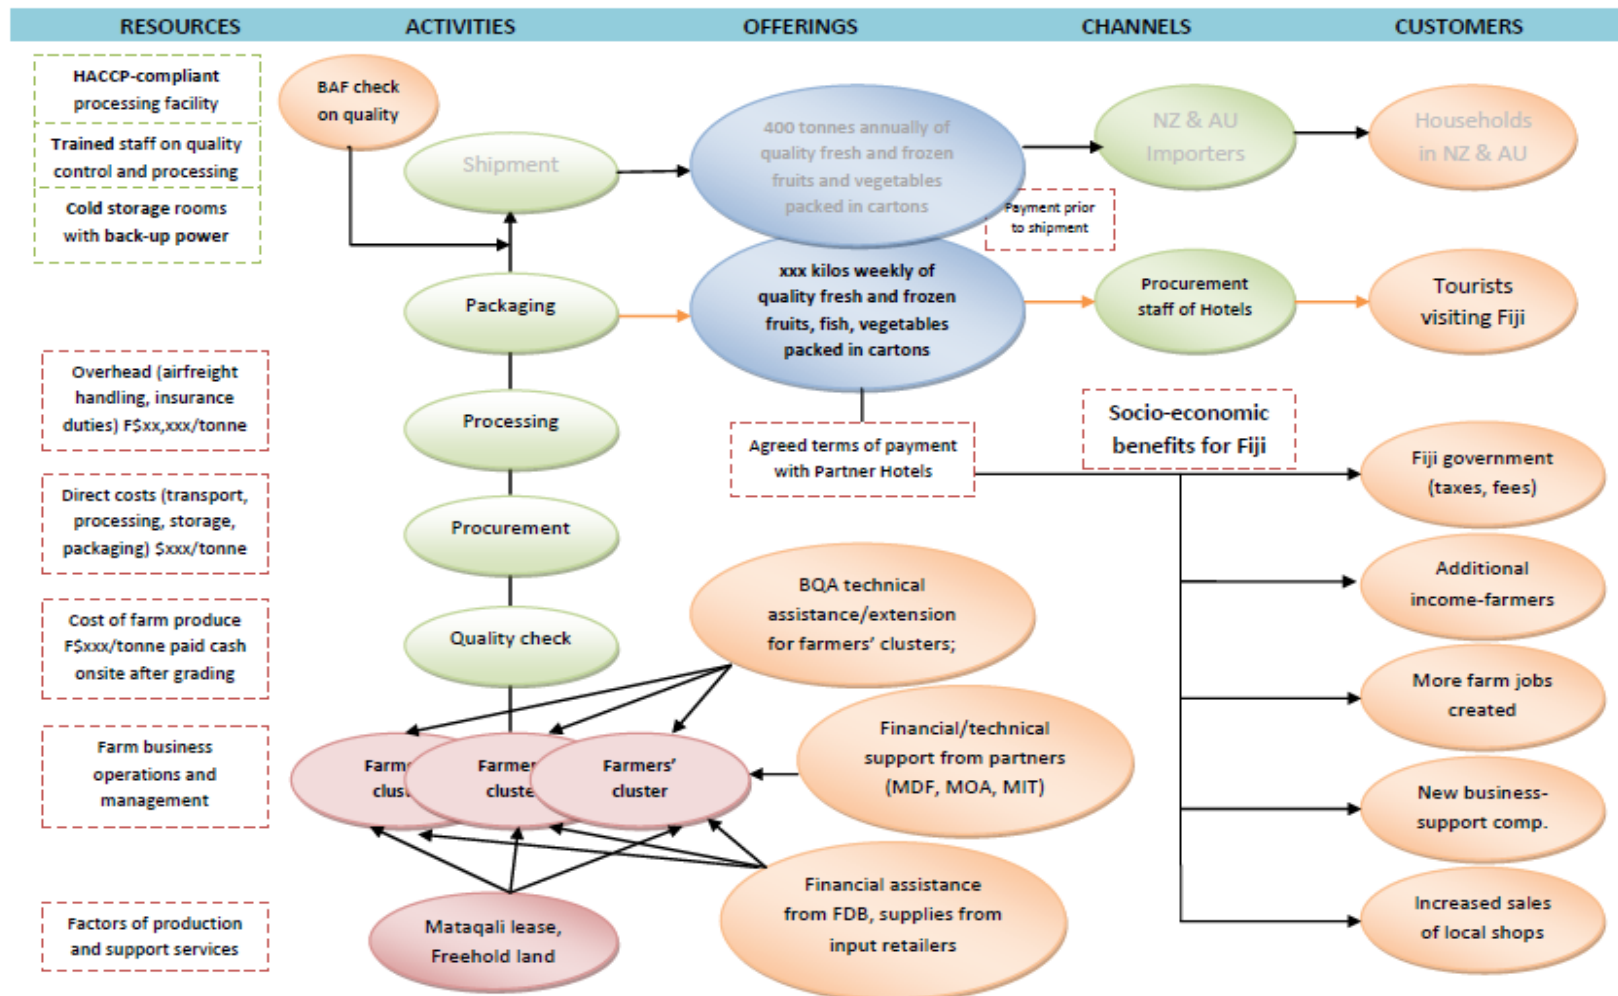 RESOURCES
ACTIVITIES
OFFERINGS
CHANNELS
CUSTOMERS
HACCP-compliant
processing facility
Trained staff on quality
control and processing
Cold storage rooms
with back-up power
Overhead (airfreight
handling, insurance
duties) F$xx,xxx/tonne
Direct costs (transport,
processing, storage,
packaging) $xxx/tonne
Cost of farm produce
F$xxx/tonne paid cash
onsite after grading
Farm business
operations and
management
Factors of production
and support services
BAF check
on quality
Shipment
Packaging
Processing
Procurement
Quality check
Farme
clust
Farmer
cluste
Farmers'
cluster
Mataqali lease,
Freehold land
400 tonnes annually of
quality fresh and frozen
fruits and vegetables
packed in cartons
Payment prior
to shipment
xxx kilos weekly of
quality fresh and frozen
fruits, fish, vegetables
packed in cartons
Agreed terms of payment
with Partner Hotels
BQA technical
assistance/extension
for farmers' clusters;
Financial/technical
support from partners
(MDF, MOA, MIT)
Financial assistance
from FDB, supplies from
input retailers
NZ & AU
Importers
Procurement
staff of Hotels
Socio-economic
benefits for Fiji
Households
in NZ & AU
Tourists
visiting Fiji
Fiji government
(taxes, fees)
Additional
income-farmers
More farm jobs
created
New business-
support comp.
Increased sales
of local shops